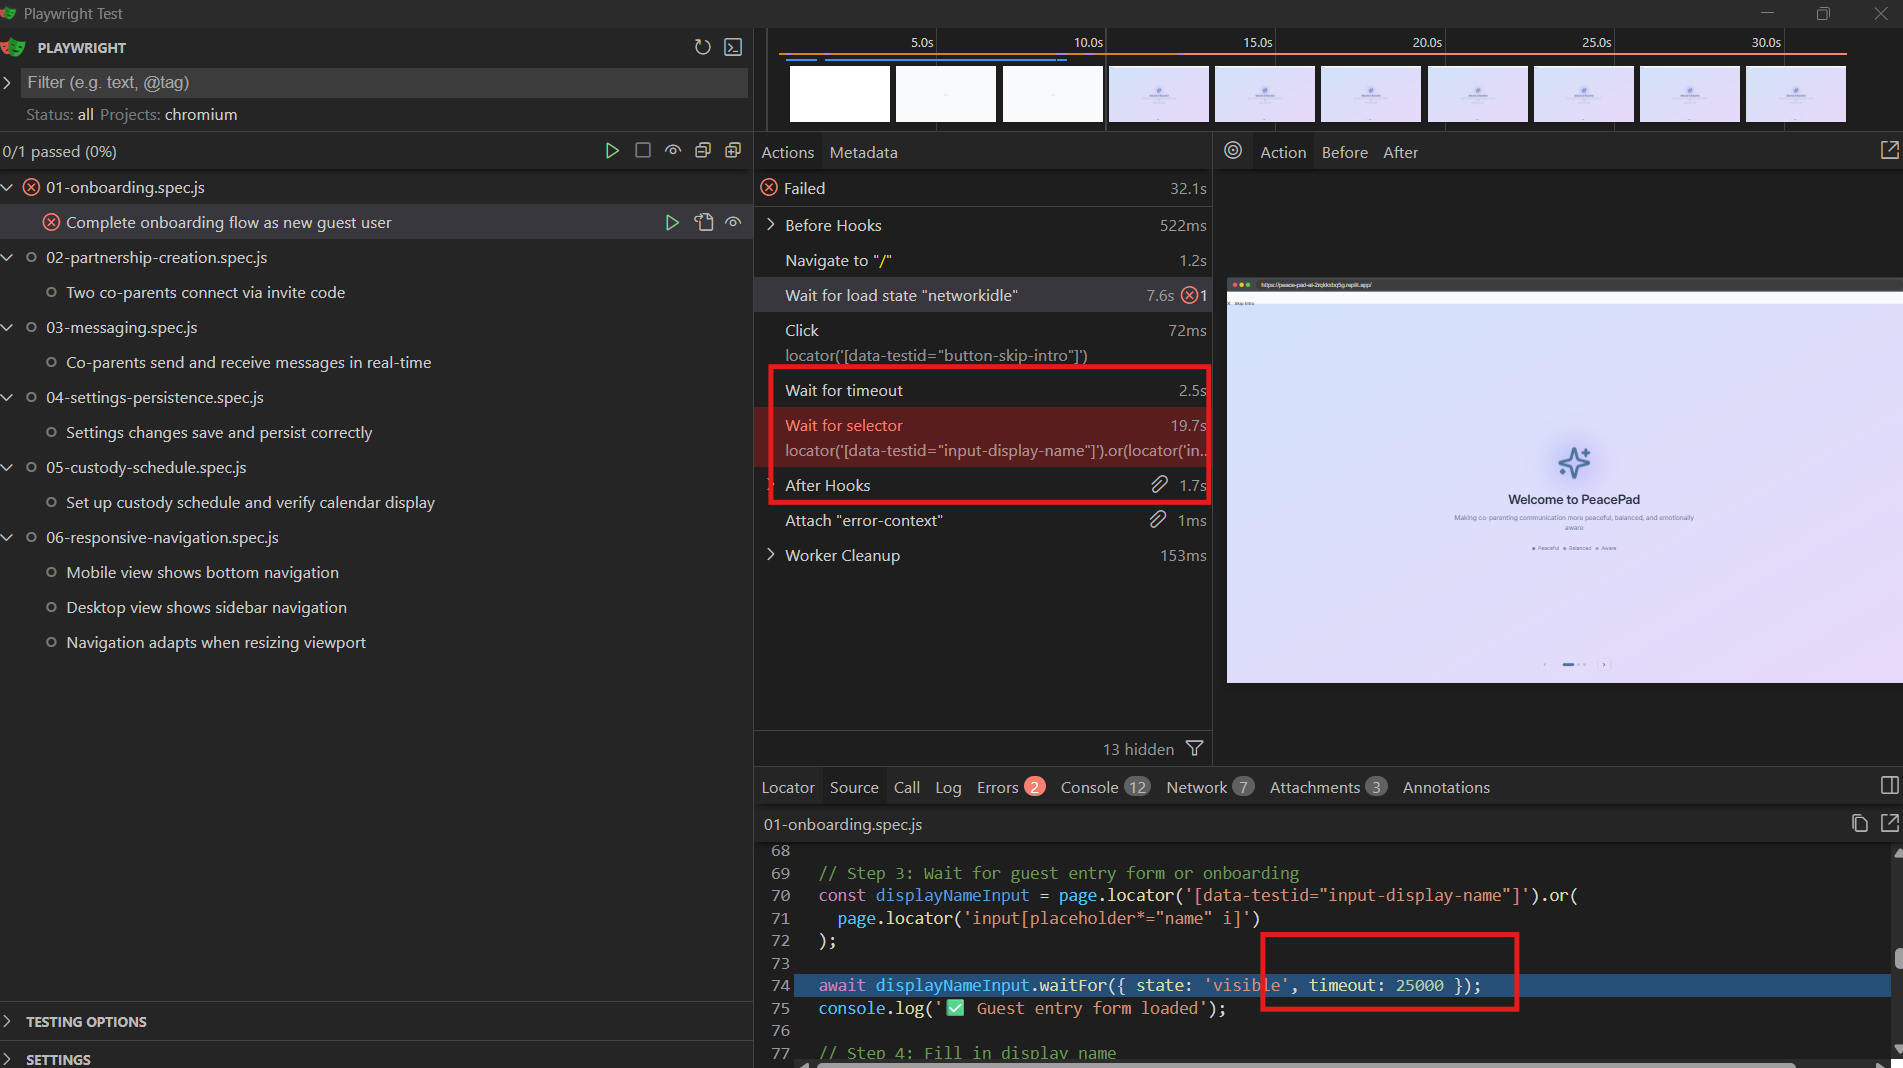 Playwright Test
PLAYWRIGHT
Filter (e.g. text, @tag)
Status: all Projects: chromium
0/1 passed (0%)
01-onboarding.spec.js
Complete onboarding flow as new guest user
02-partnership-creation.spec.js
Two co-parents connect via invite code
03-messaging.spec.js
Co-parents send and receive messages in real-time
04-settings-persistence.spec.js
Settings changes save and persist correctly
05-custody-schedule.spec.js
Set up custody schedule and verify calendar display
06-responsive-navigation.spec.js
Mobile view shows bottom navigation
Desktop view shows sidebar navigation
Navigation adapts when resizing viewport
TESTING OPTIONS
SETTINGS
5.0s 10.0s 15.0s 20.0s 25.0s 30.0s
Actions Metadata
Failed 32.1s
Before Hooks 522ms
Navigate to "/" 1.2s
Wait for load state "networkidle" 7.6s 1
Click 72ms
locator('[data-testid="button-skip-intro"]')
Wait for timeout 2.5s
Wait for selector 19.7s
locator('[data-testid="input-display-name"]').or(locator('in...
After Hooks 1.7s
Attach "error-context" 1ms
Worker Cleanup 153ms
13 hidden
Action Before After
Skip Intro
Welcome to PeacePad
Making co-parenting communication more peaceful, balanced, and emotionally
aware
Peaceful Balanced Aware
Locator Source Call Log Errors 2 Console 12 Network 7 Attachments 3 Annotations
01-onboarding.spec.js
68
69 // Step 3: Wait for guest entry form or onboarding
70 const displayNameInput = page.locator('[data-testid="input-display-name"]').or(
71 page.locator('input[placeholder*="name" i]')
72 );
73
74 await displayNameInput.waitFor({ state: 'visible', timeout: 25000 });
75 console.log('✅ Guest entry form loaded');
76
77 // Step 4: Fill in display name